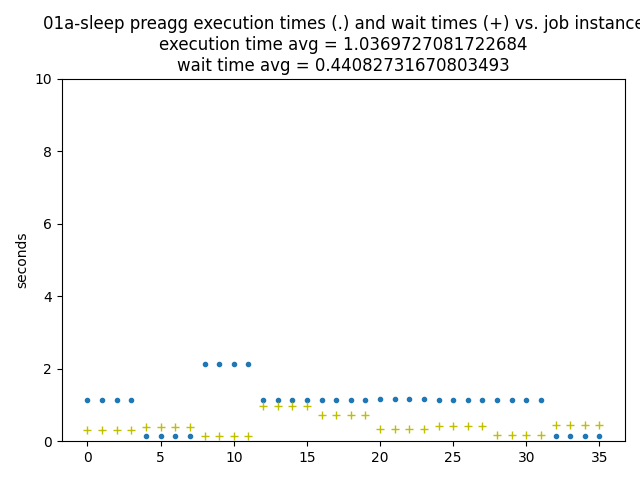 01a-sleep preagg execution times (.) and wait times (+) vs. job instance
execution time avg = 1.0369727081722684
wait time avg = 0.44082731670803493
10
8
6
4
2
0
seconds
0 5 10 15 20 25 30 35